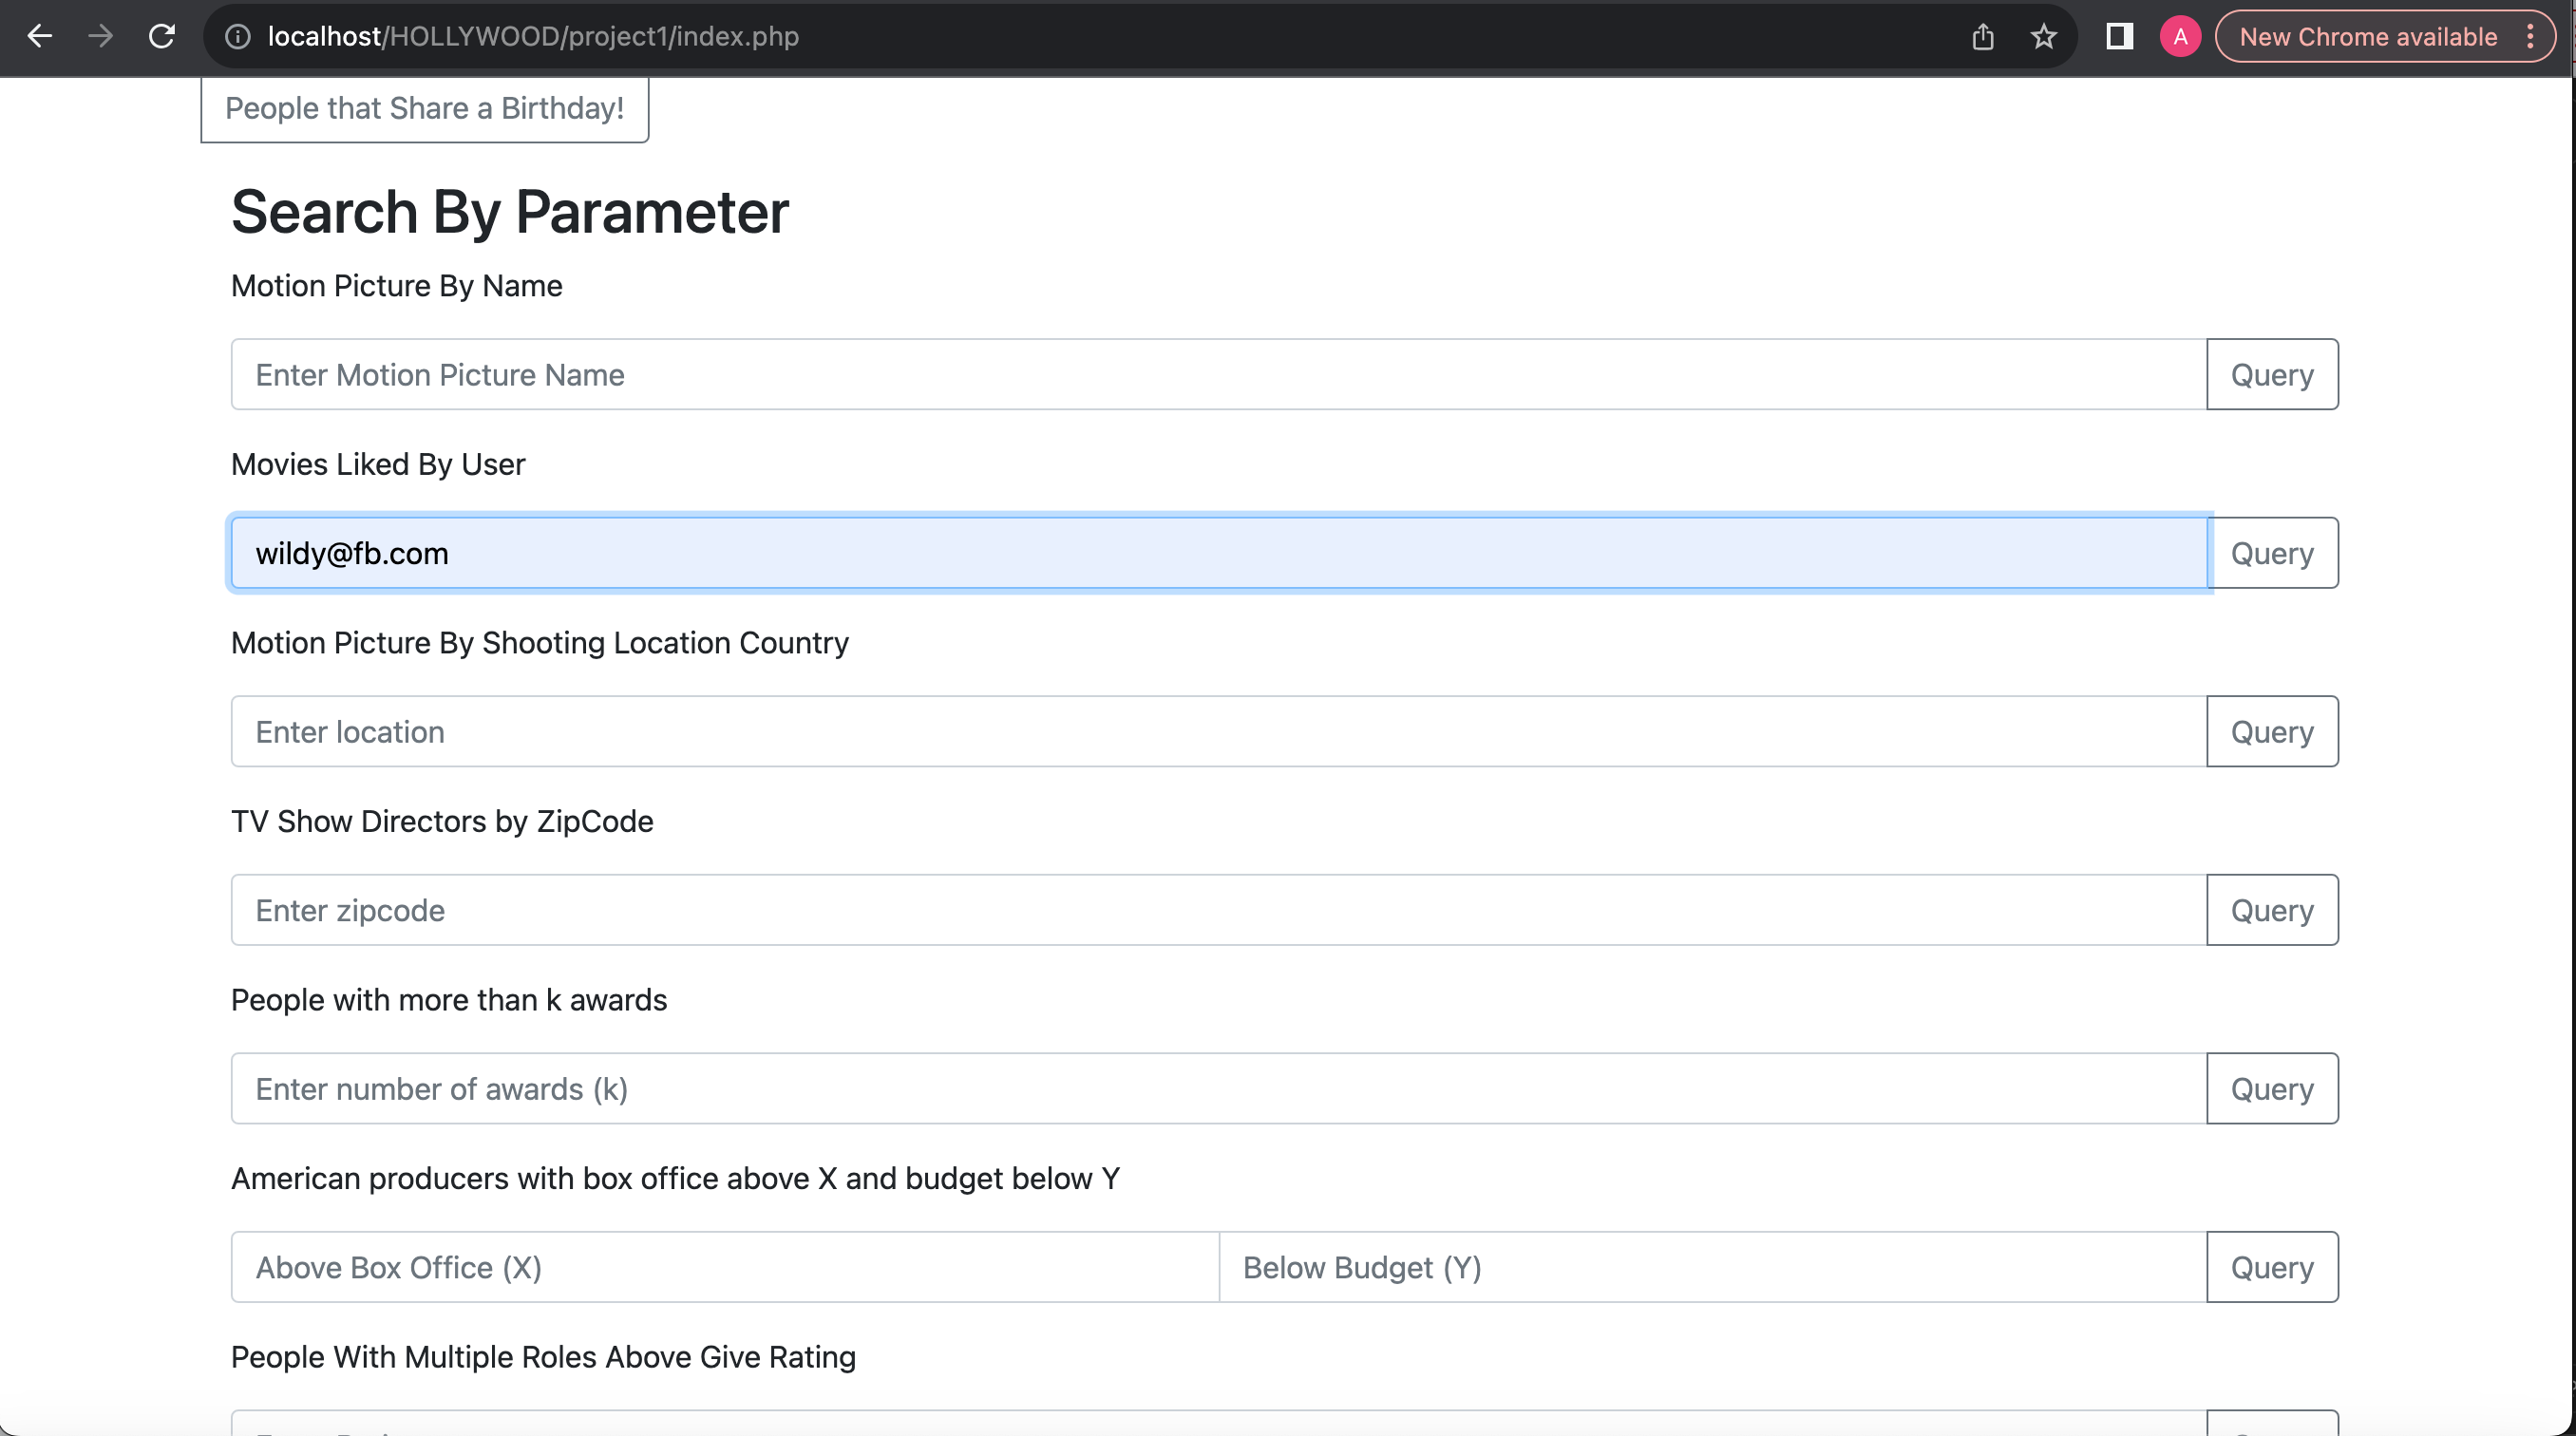 localhost/HOLLYWOOD/project1/index.php
A
New Chrome available
People that Share a Birthday!
Search By Parameter
Motion Picture By Name
Enter Motion Picture Name
Query
Movies Liked By User
wildy@fb.com
Query
Motion Picture By Shooting Location Country
Enter location
Query
TV Show Directors by ZipCode
Enter zipcode
Query
People with more than k awards
Enter number of awards (k)
Query
American producers with box office above X and budget below Y
Above Box Office (X)
Below Budget (Y)
Query
People With Multiple Roles Above Give Rating